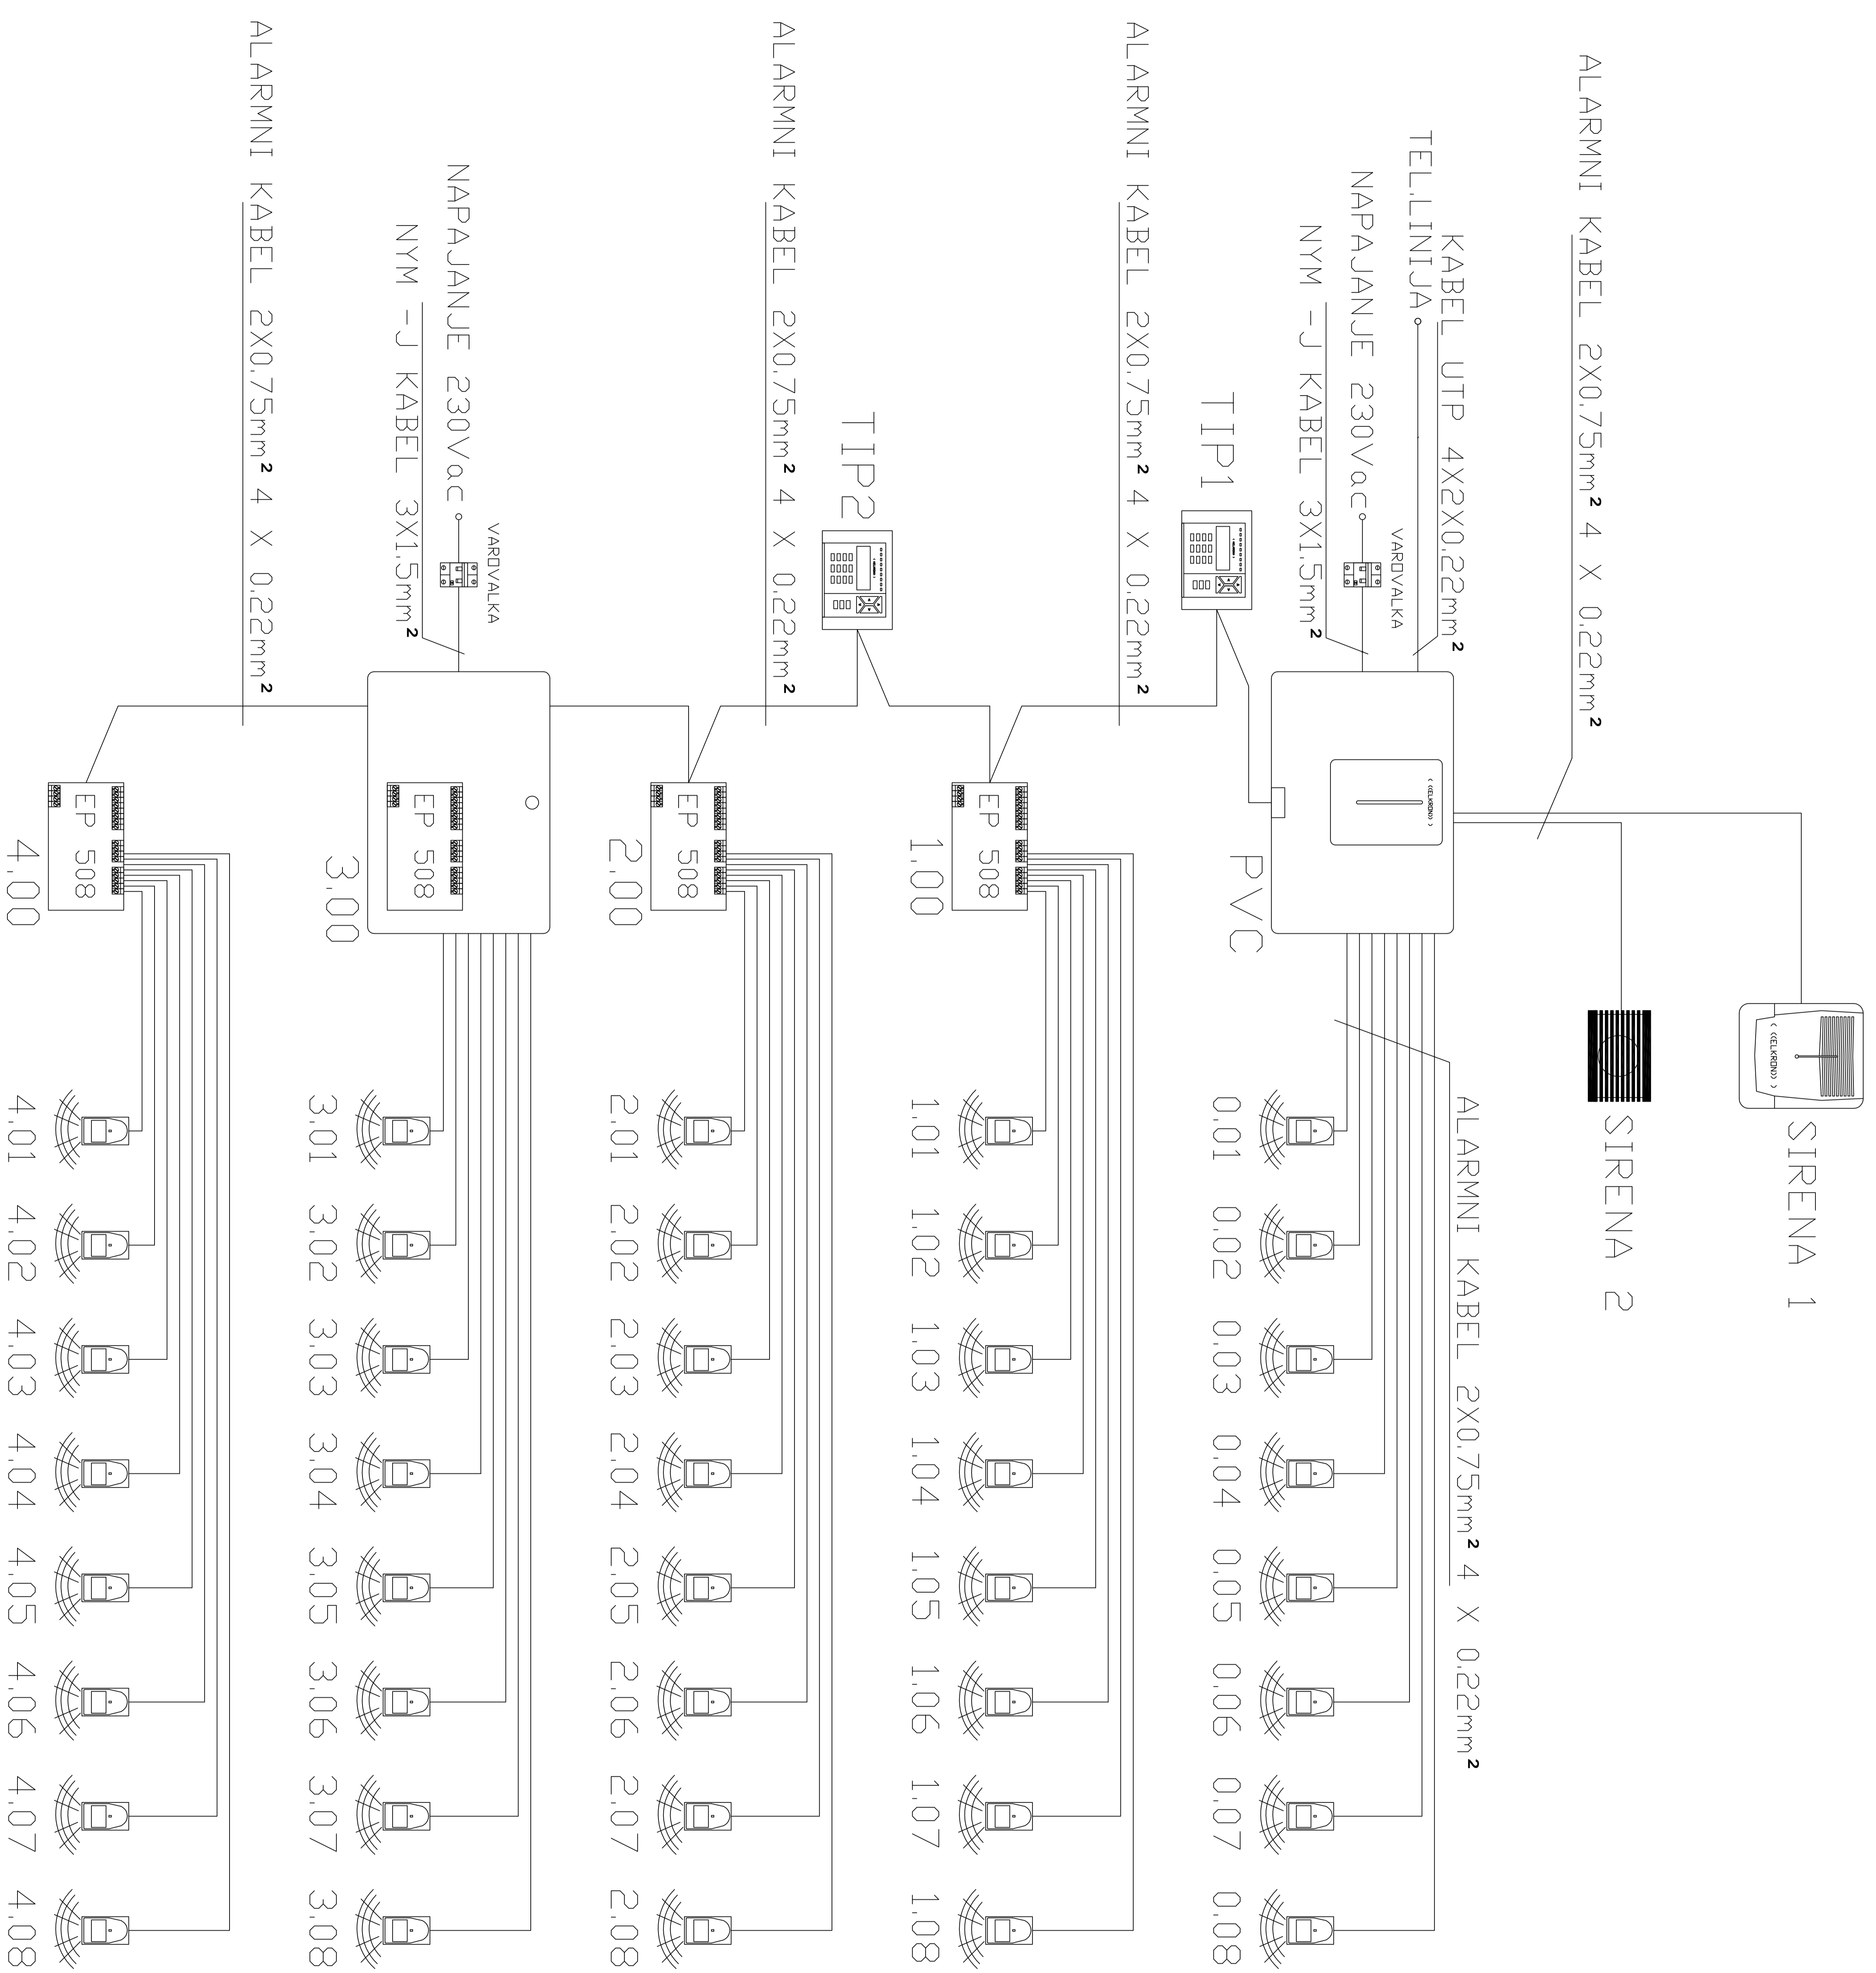 SIRENA 1
((ELKRON))
SIRENA 2
ALARMNI KABEL 2X0.75mm² 4 X 0.22mm²
KABEL UTP 4X2X0.22mm²
TEL.LINIJA
VAROVALKA
NAPAJANJE 230Vac
NYM -J KABEL 3X1.5mm²
((ELKRON))
PVC
ALARMNI KABEL 2X0.75mm² 4 X 0.22mm²
0.01 0.02 0.03 0.04 0.05 0.06 0.07 0.08
TIP1
ALARMNI KABEL 2X0.75mm² 4 X 0.22mm²
EP 508
1.00
1.01 1.02 1.03 1.04 1.05 1.06 1.07 1.08
TIP2
ALARMNI KABEL 2X0.75mm² 4 X 0.22mm²
EP 508
2.00
2.01 2.02 2.03 2.04 2.05 2.06 2.07 2.08
VAROVALKA
NAPAJANJE 230Vac
NYM -J KABEL 3X1.5mm²
EP 508
3.00
3.01 3.02 3.03 3.04 3.05 3.06 3.07 3.08
ALARMNI KABEL 2X0.75mm² 4 X 0.22mm²
EP 508
4.00
4.01 4.02 4.03 4.04 4.05 4.06 4.07 4.08